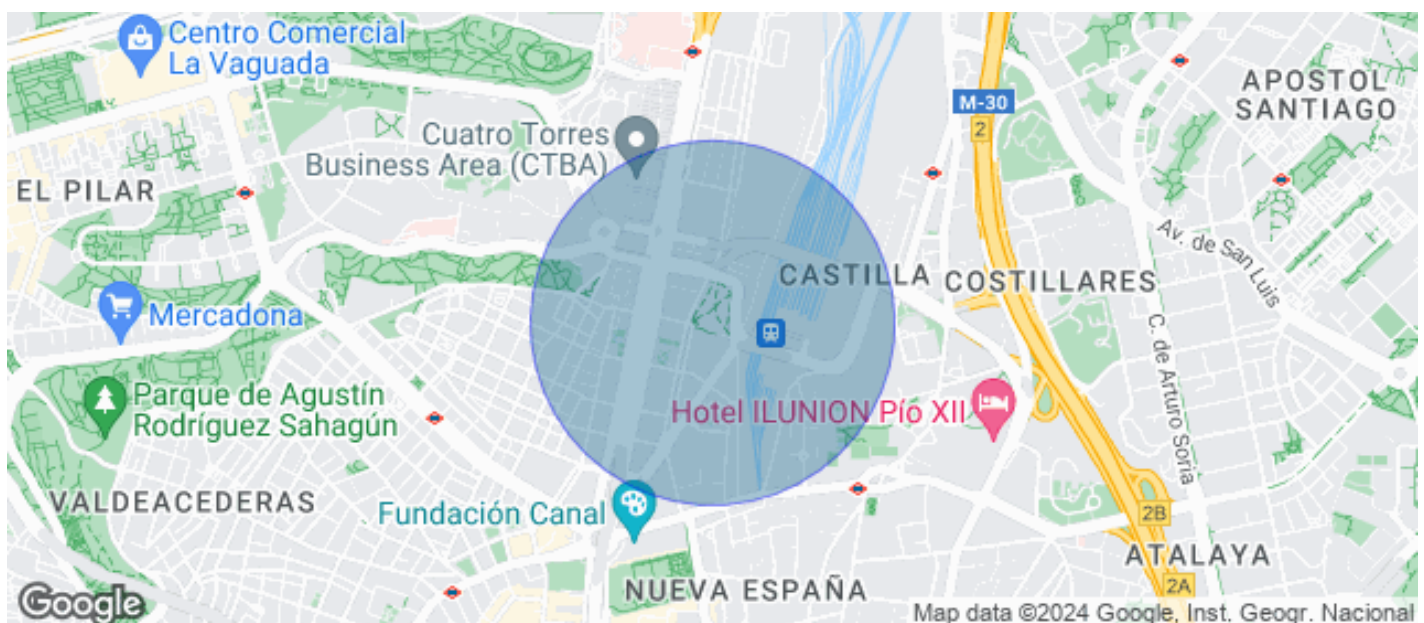 Centro Comercial
La Vaguada
M-30
2
APOSTOL
SANTIAGO
Cuatro Torres
Business Area (CTBA)
EL PILAR
Av. de San Luis
CASTILLA
COSTILLARES
Mercadona
C. de Arturo Soria
Parque de Agustín
Rodríguez Sahagún
Hotel ILUNION Pío XII
VALDEACEDERAS
Fundación Canal
2B
ATALAYA
NUEVA ESPAÑA
2A
Google
Map data ©2024 Google, Inst. Geogr. Nacional